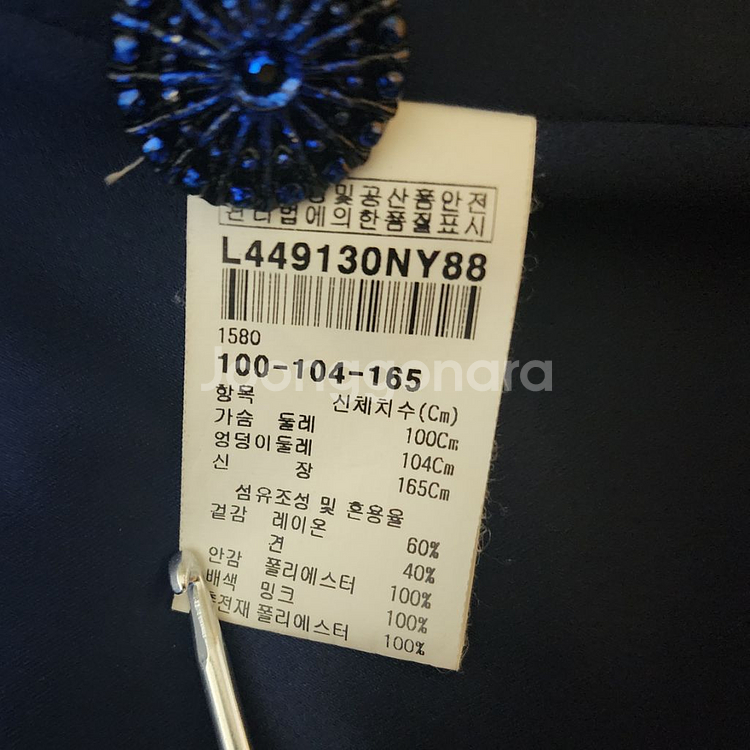 및공산품안전
관리법에의한품질표시
L449130NY88
1580
100-104-165
Joonggonara
항목 신체치수(Cm)
가슴 둘레 100Cm
엉덩이둘레 104Cm
신 장 165Cm
섬유조성 및 혼용율
겉감 레이온 60%
견 40%
안감 폴리에스터 100%
배색 밍크 100%
충전재 폴리에스터 100%